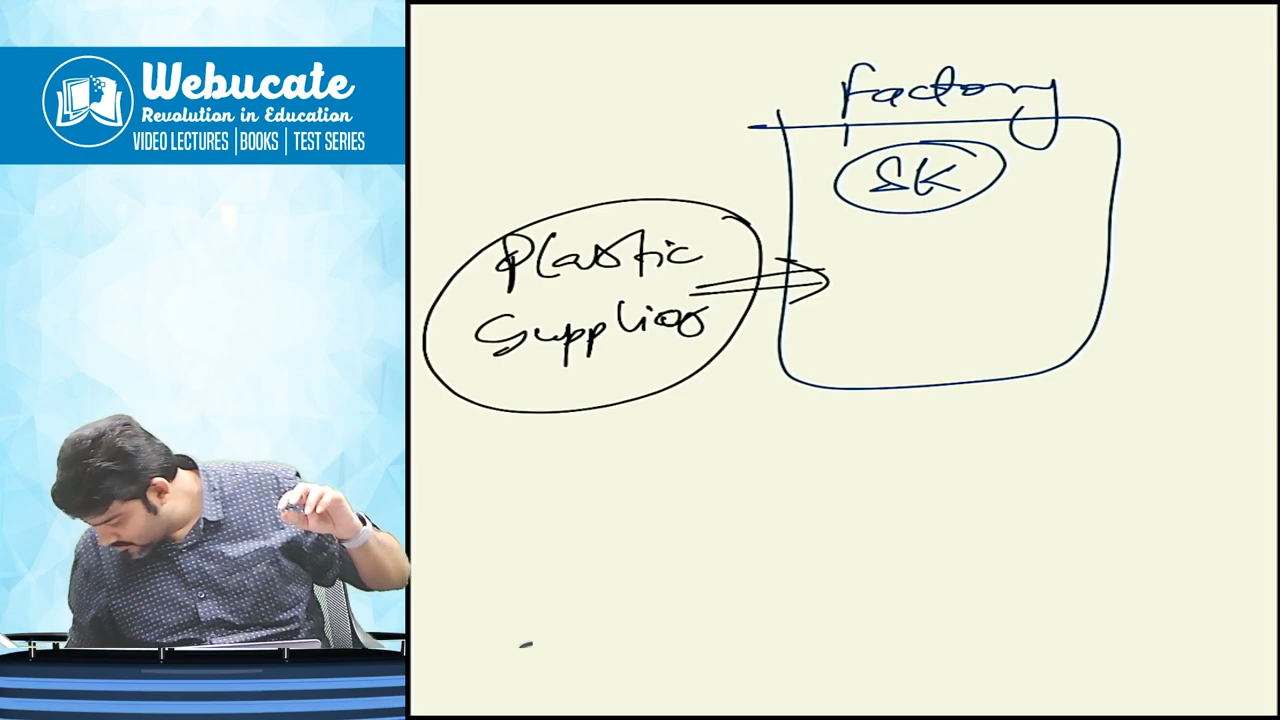 Webucate
Revolution in Education
VIDEO LECTURES | BOOKS | TEST SERIES
Factory
SK
Plastic
Supplier